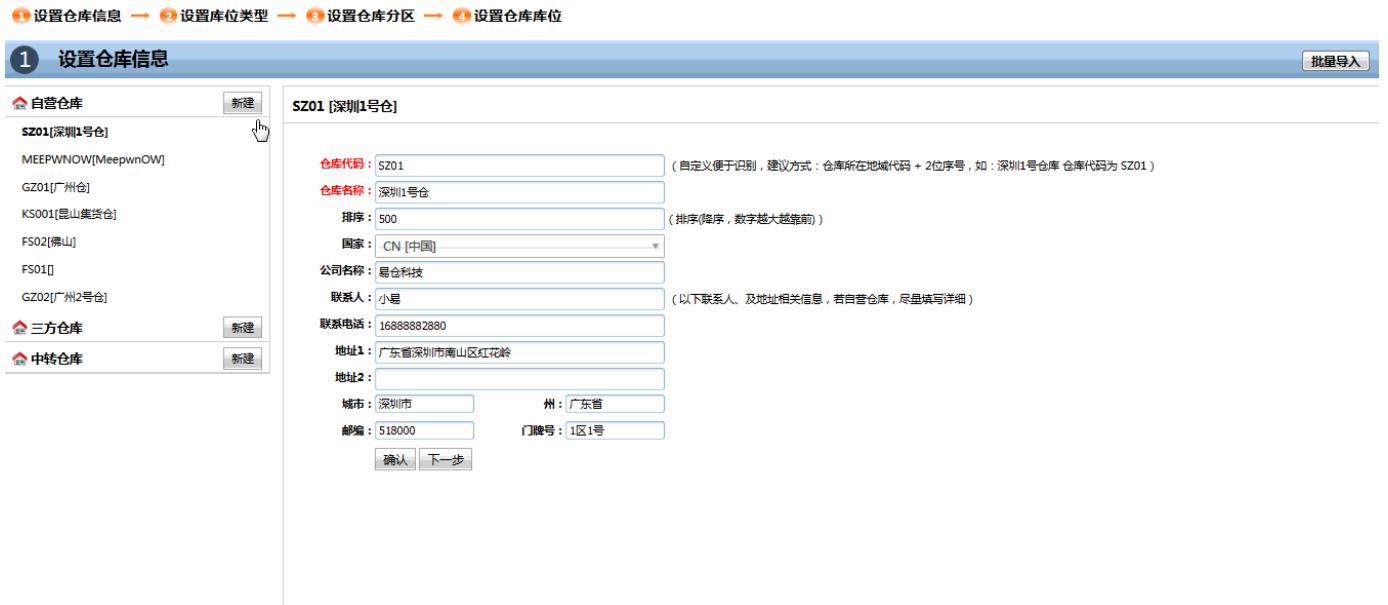 1 设置仓库信息 → 2 设置库位类型 → 3 设置仓库分区 → 4 设置仓库库位
1 设置仓库信息 批量导入
自营仓库 新建
SZ01[深圳1号仓]
MEEPWNOW[MeepwnOW]
GZ01[广州仓]
KS001[昆山集货仓]
FS02[佛山]
FS01[]
GZ02[广州2号仓]
三方仓库 新建
中转仓库 新建
SZ01 [深圳1号仓]
仓库代码：SZ01（自定义便于识别，建议方式：仓库所在地域代码 + 2位序号，如：深圳1号仓库 仓库代码为 SZ01）
仓库名称：深圳1号仓
排序：500（排序(降序，数字越大越靠前)）
国家：CN [中国]
公司名称：易仓科技
联系人：小易（以下联系人、及地址相关信息，若自营仓库，尽量填写详细）
联系电话：16888882880
地址1：广东省深圳市南山区红花岭
地址2：
城市：深圳市 州：广东省
邮编：518000 门牌号：1区1号
确认 下一步